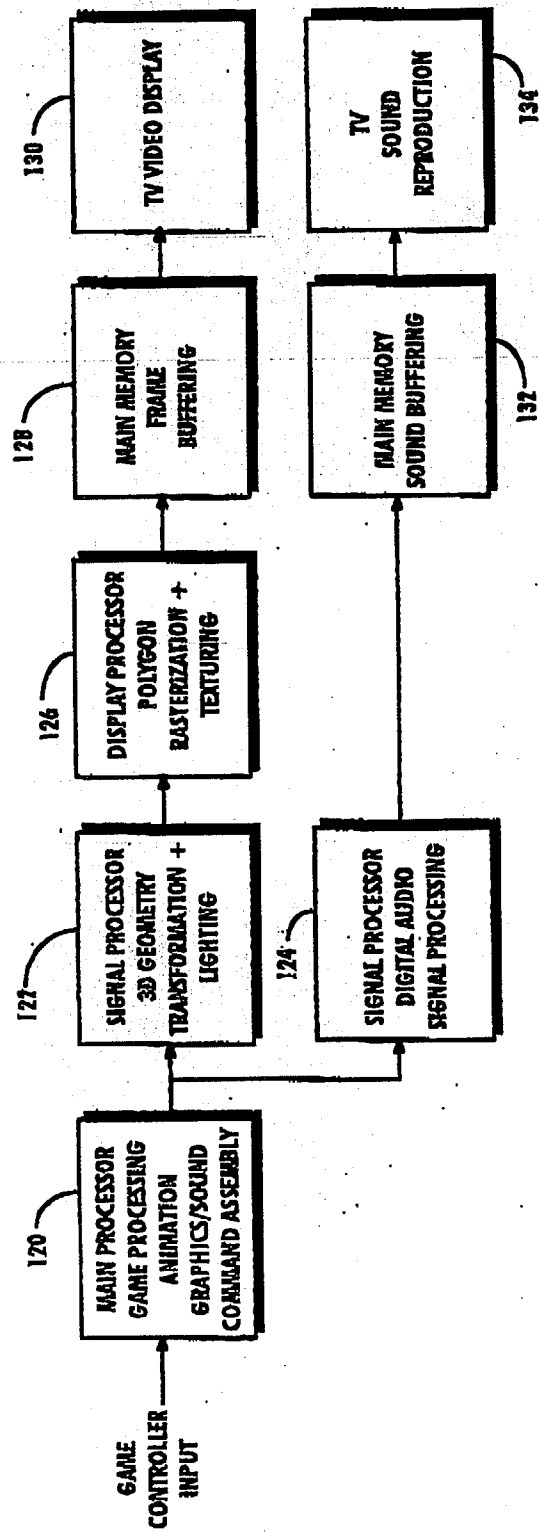 GAME
CONTROLLER
INPUT
120
MAIN PROCESSOR
GAME PROCESSING
ANIMATION
GRAPHICS/SOUND
COMMAND ASSEMBLY
122
SIGNAL PROCESSOR
3D GEOMETRY
TRANSFORMATION +
LIGHTING
126
DISPLAY PROCESSOR
POLYGON
RASTERIZATION +
TEXTURING
128
MAIN MEMORY
FRAME
BUFFERING
130
TV VIDEO DISPLAY
124
SIGNAL PROCESSOR
DIGITAL AUDIO
SIGNAL PROCESSING
MAIN MEMORY
SOUND BUFFERING
132
TV
SOUND
REPRODUCTION
134